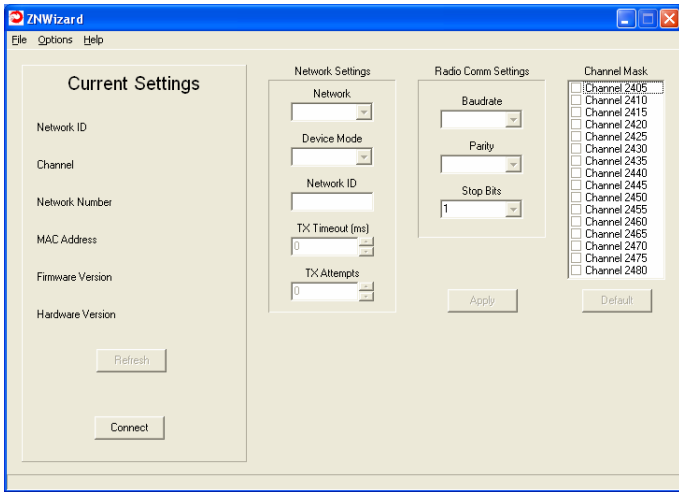 ZNWizard
File Options Help
Current Settings
Network ID
Channel
Network Number
MAC Address
Firmware Version
Hardware Version
Refresh
Connect
Network Settings
Network
Device Mode
Network ID
TX Timeout (ms)
0
TX Attempts
0
Radio Comm Settings
Baudrate
Parity
Stop Bits
1
Apply
Channel Mask
Channel 2405
Channel 2410
Channel 2415
Channel 2420
Channel 2425
Channel 2430
Channel 2435
Channel 2440
Channel 2445
Channel 2450
Channel 2455
Channel 2460
Channel 2465
Channel 2470
Channel 2475
Channel 2480
Default